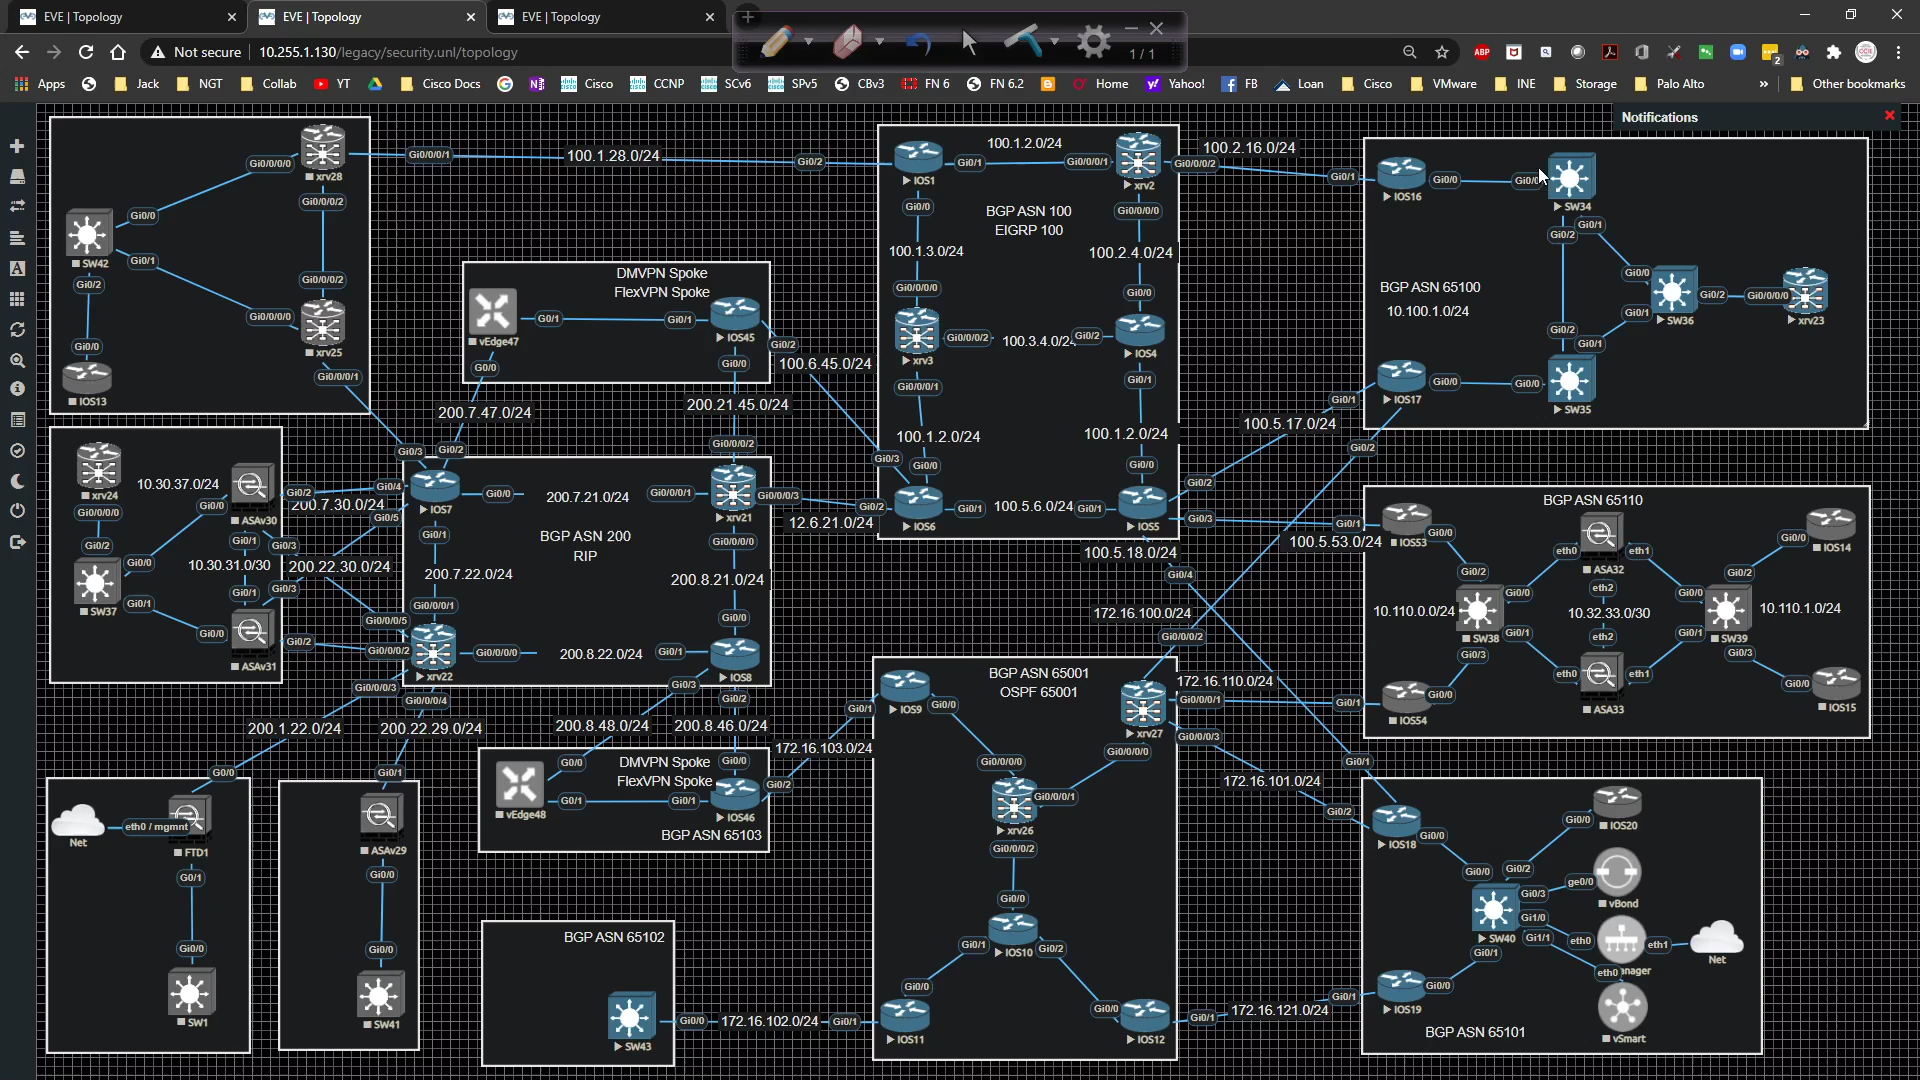 EVE | Topology
EVE | Topology
EVE | Topology
Not secure
10.255.1.130/legacy/security.unl/topology
1 / 1
ABP
2
Apps
Jack
NGT
Collab
YT
Cisco Docs
Cisco
CCNP
SCv6
SPv5
CBv3
FN 6
FN 6.2
Home
Yahoo!
FB
Loan
Cisco
VMware
INE
Storage
Palo Alto
»
Other bookmarks
Notifications
xrv28
Gi0/0/0/0
Gi0/0/0/1
Gi0/0/0/2
100.1.28.0/24
Gi0/2
SW42
Gi0/0
Gi0/1
Gi0/2
Gi0/0
IOS13
Gi0/0/0/2
Gi0/0/0/0
xrv25
Gi0/0/0/1
DMVPN Spoke
FlexVPN Spoke
vEdge47
G0/1
Gi0/1
IOS45
Gi0/2
G0/0
Gi0/0
200.7.47.0/24
200.21.45.0/24
100.6.45.0/24
IOS1
Gi0/1
100.1.2.0/24
Gi0/0/0/1
xrv2
Gi0/0/0/2
100.2.16.0/24
Gi0/0
BGP ASN 100
EIGRP 100
Gi0/0/0/0
100.1.3.0/24
100.2.4.0/24
Gi0/0/0/0
Gi0/0
xrv3
Gi0/0/0/2
100.3.4.0/24
Gi0/2
IOS4
Gi0/0/0/1
Gi0/1
100.1.2.0/24
100.1.2.0/24
Gi0/3
Gi0/0
Gi0/0
IOS6
Gi0/2
Gi0/1
100.5.6.0/24
Gi0/1
IOS5
Gi0/2
Gi0/3
100.5.18.0/24
Gi0/4
100.5.17.0/24
100.5.53.0/24
Gi0/1
IOS16
Gi0/0
Gi0/0
SW34
Gi0/1
Gi0/2
BGP ASN 65100
10.100.1.0/24
Gi0/0
SW36
Gi0/2
Gi0/0/0/0
xrv23
Gi0/1
Gi0/2
Gi0/1
IOS17
Gi0/1
Gi0/0
Gi0/0
SW35
Gi0/2
xrv24
10.30.37.0/24
Gi0/0/0/0
Gi0/2
SW37
Gi0/0
Gi0/1
Gi0/0
ASAv30
Gi0/2
Gi0/1
Gi0/3
10.30.31.0/30
Gi0/1
Gi0/3
Gi0/0
ASAv31
Gi0/2
200.7.30.0/24
200.22.30.0/24
Gi0/3
Gi0/2
Gi0/4
Gi0/5
IOS7
Gi0/0
200.7.21.0/24
Gi0/0/0/1
Gi0/0/0/2
xrv21
Gi0/0/0/3
12.6.21.0/24
Gi0/1
BGP ASN 200
RIP
Gi0/0/0/0
200.7.22.0/24
200.8.21.0/24
Gi0/0/0/1
Gi0/0
Gi0/0/0/5
Gi0/0/0/2
xrv22
Gi0/0/0/0
200.8.22.0/24
Gi0/1
IOS8
Gi0/0/0/3
Gi0/0/0/4
Gi0/3
Gi0/2
200.1.22.0/24
200.22.29.0/24
200.8.48.0/24
200.8.46.0/24
BGP ASN 65110
IOS53
Gi0/1
Gi0/0
Gi0/2
10.110.0.0/24
SW38
Gi0/0
Gi0/1
Gi0/3
IOS54
Gi0/1
Gi0/0
eth0
ASA32
eth1
eth2
10.32.33.0/30
eth2
eth0
ASA33
eth1
Gi0/0
Gi0/1
SW39
Gi0/2
Gi0/3
10.110.1.0/24
Gi0/0
IOS14
Gi0/0
IOS15
172.16.100.0/24
Gi0/0/0/2
BGP ASN 65001
OSPF 65001
172.16.110.0/24
Gi0/0/0/1
xrv27
Gi0/0/0/3
Gi0/0/0/0
IOS9
Gi0/1
Gi0/0
172.16.103.0/24
Gi0/0/0/0
xrv26
Gi0/0/0/1
Gi0/0/0/2
Gi0/0
IOS10
Gi0/1
Gi0/2
Gi0/0
IOS11
Gi0/1
Gi0/0
IOS12
Gi0/1
172.16.101.0/24
172.16.121.0/24
DMVPN Spoke
FlexVPN Spoke
vEdge48
G0/0
G0/1
Gi0/0
Gi0/1
IOS46
Gi0/2
BGP ASN 65103
Net
eth0 / mgmnt
FTD1
G0/0
G0/1
Gi0/0
SW1
Gi0/1
ASAv29
Gi0/0
Gi0/0
SW41
BGP ASN 65102
SW43
Gi0/0
172.16.102.0/24
Gi0/1
IOS18
Gi0/1
Gi0/2
Gi0/0
Gi0/0
IOS20
Gi0/0
Gi0/2
SW40
Gi0/3
Gi1/0
Gi1/1
Gi0/1
ge0/0
vBond
eth0
eth1
Net
eth0
anager
vSmart
IOS19
Gi0/1
Gi0/0
BGP ASN 65101